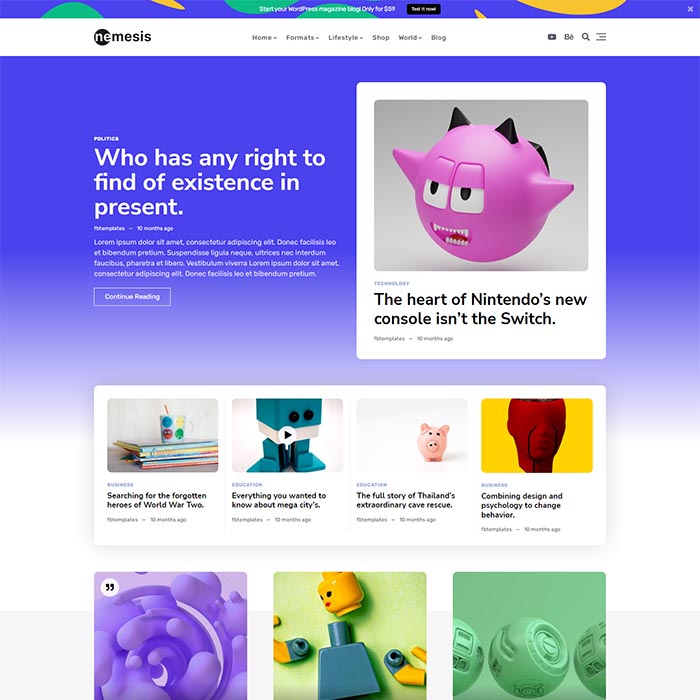 Start your WordPress magazine blog! Only for $59 Test it now!
nemesis
Home Formats Lifestyle Shop World Blog
Bē
POLITICS
Who has any right to
find of existence in
present.
fbtemplates – 10 months ago
Lorem ipsum dolor sit amet, consectetur adipiscing elit. Donec facilisis leo
et bibendum pretium. Suspendisse ligula neque, ultrices nec interdum
faucibus, pharetra et libero. Vestibulum viverra Lorem ipsum dolor sit amet,
consectetur adipiscing elit. Donec facilisis leo et bibendum pretium.
Continue Reading
TECHNOLOGY
The heart of Nintendo's new
console isn't the Switch.
fbtemplates – 10 months ago
BUSINESS
Searching for the forgotten
heroes of World War Two.
fbtemplates – 10 months ago
EDUCATION
Everything you wanted to
know about mega city's.
fbtemplates – 10 months ago
EDUCATION
The full story of Thailand's
extraordinary cave rescue.
fbtemplates – 10 months ago
BUSINESS
Combining design and
psychology to change
behavior.
fbtemplates – 10 months ago